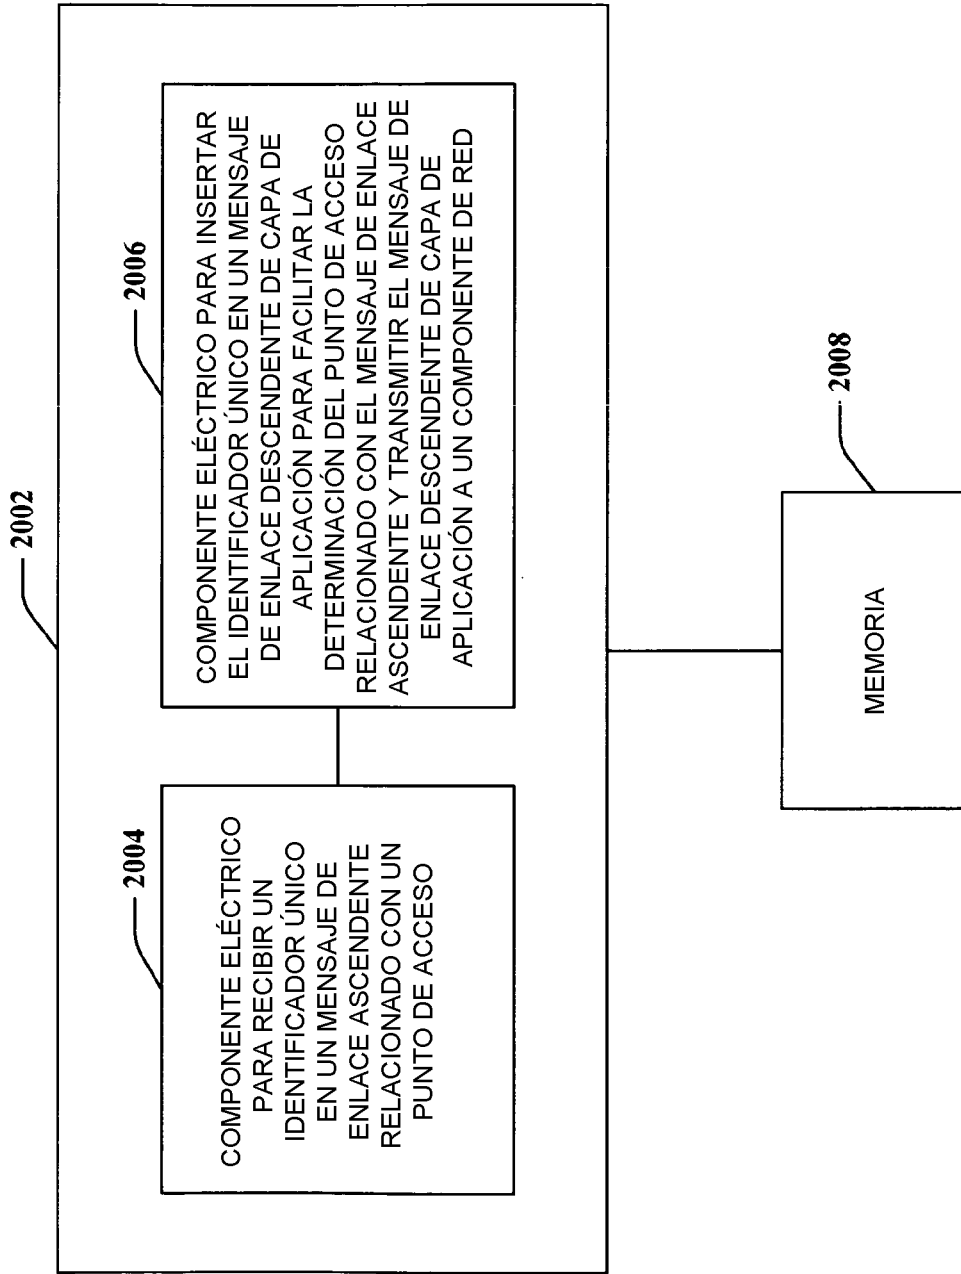 2002
2004
COMPONENTE ELÉCTRICO
PARA RECIBIR UN
IDENTIFICADOR ÚNICO
EN UN MENSAJE DE
ENLACE ASCENDENTE
RELACIONADO CON UN
PUNTO DE ACCESO
2006
COMPONENTE ELÉCTRICO PARA INSERTAR
EL IDENTIFICADOR ÚNICO EN UN MENSAJE
DE ENLACE DESCENDENTE DE CAPA DE
APLICACIÓN PARA FACILITAR LA
DETERMINACIÓN DEL PUNTO DE ACCESO
RELACIONADO CON EL MENSAJE DE ENLACE
ASCENDENTE Y TRANSMITIR EL MENSAJE DE
ENLACE DESCENDENTE DE CAPA DE
APLICACIÓN A UN COMPONENTE DE RED
2008
MEMORIA